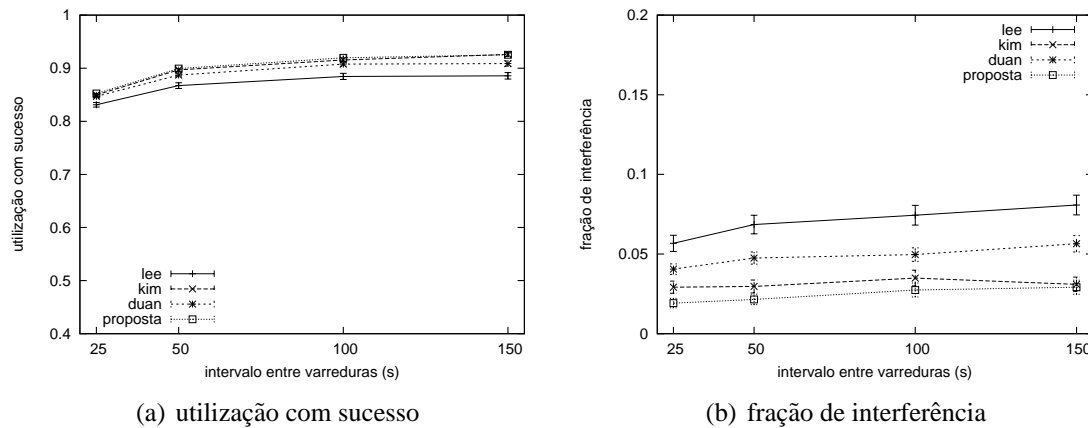 1
0.9
0.8
0.7
0.6
0.5
0.4
25
50
100
150
utilização com sucesso
intervalo entre varreduras (s)
lee
kim
duan
proposta
(a) utilização com sucesso
0.2
0.15
0.1
0.05
0
25
50
100
150
fração de interferência
intervalo entre varreduras (s)
lee
kim
duan
proposta
(b) fração de interferência